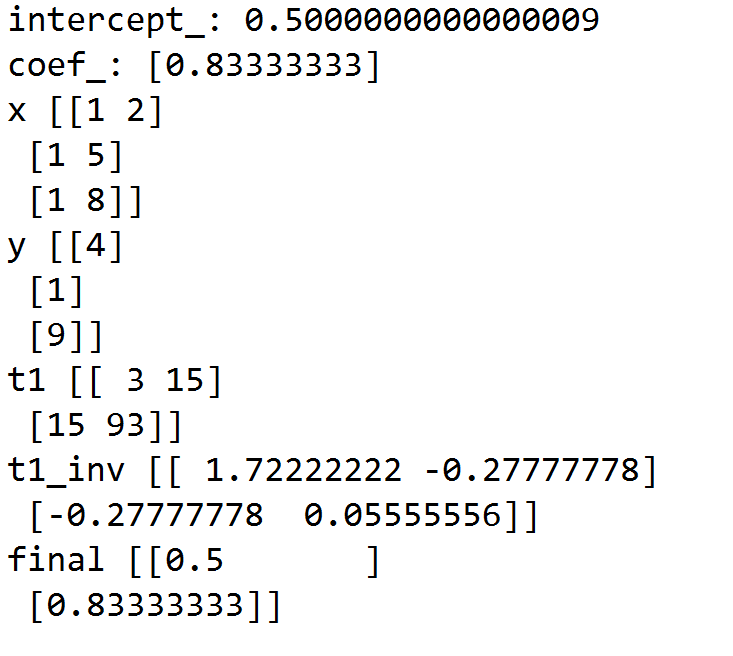 intercept_: 0.5000000000000009
coef_: [0.83333333]
x [[1 2]
 [1 5]
 [1 8]]
y [[4]
 [1]
 [9]]
t1 [[ 3 15]
 [15 93]]
t1_inv [[ 1.72222222 -0.27777778]
 [-0.27777778  0.05555556]]
final [[0.5       ]
 [0.83333333]]